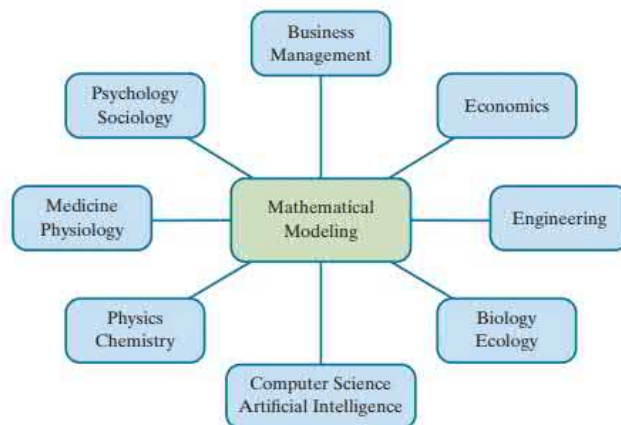 Business
Management
Psychology
Sociology
Economics
Medicine
Physiology
Mathematical
Modeling
Engineering
Physics
Chemistry
Biology
Ecology
Computer Science
Artificial Intelligence